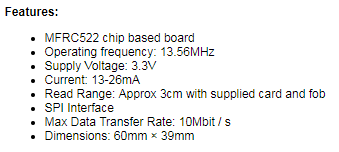 Features:
MFRC522 chip based board
Operating frequency: 13.56MHz
Supply Voltage: 3.3V
Current: 13-26mA
Read Range: Approx 3cm with supplied card and fob
SPI Interface
Max Data Transfer Rate: 10Mbit / s
Dimensions: 60mm × 39mm